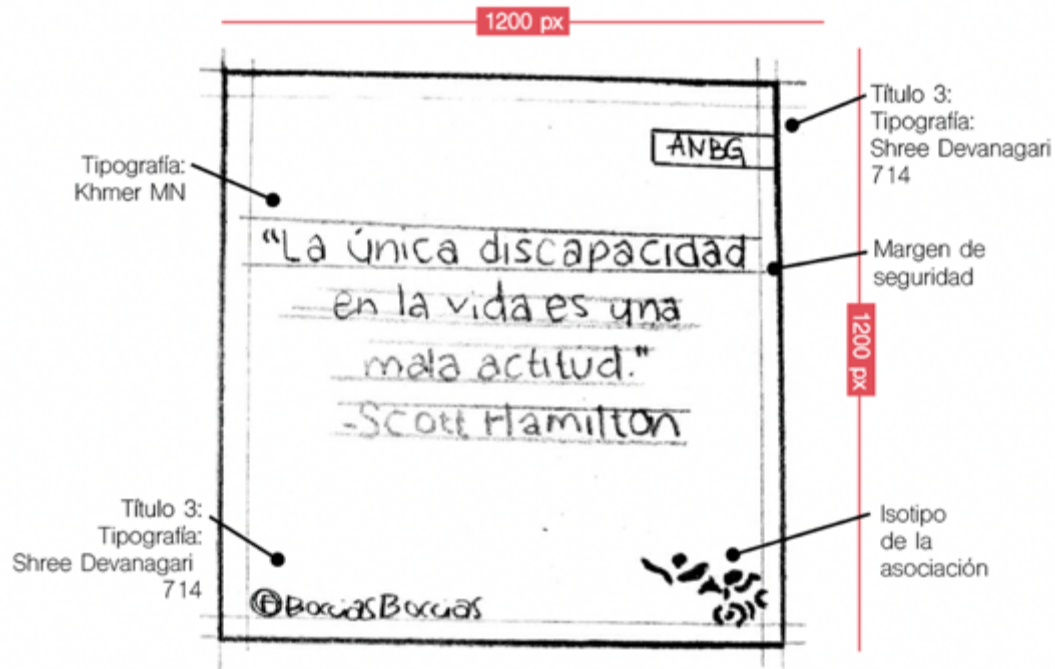 1200 px
Título 3:
Tipografía:
Shree Devanagari
714
ANBG
Tipografía:
Khmer MN
"La única discapacidad
en la vida es una
mala actitud."
-Scott Hamilton
Margen de
seguridad
1200 px
Título 3:
Tipografía:
Shree Devanagari
714
Isotipo
de la
asociación
BocciasBoccias